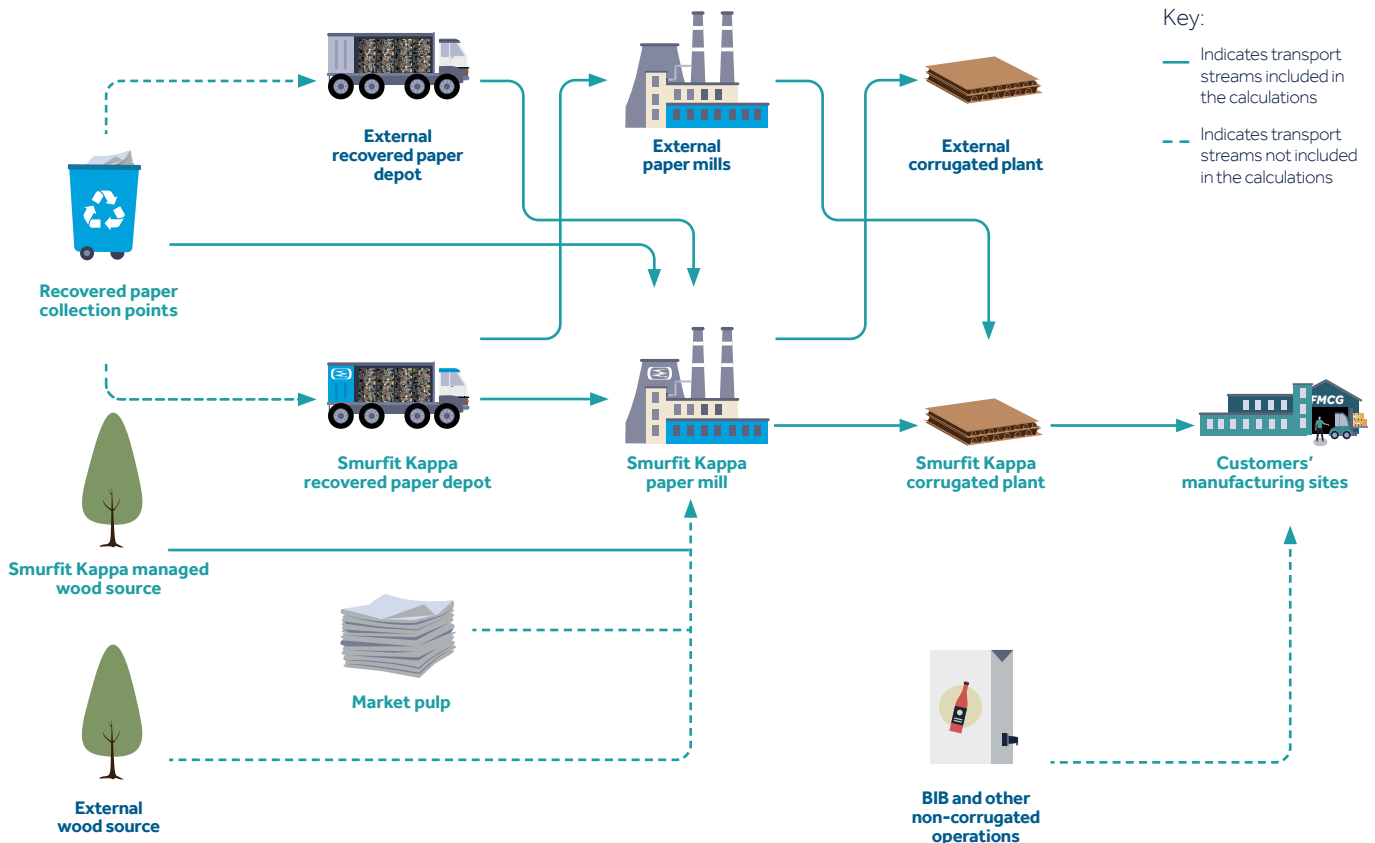 Key:
Indicates transport
streams included in
the calculations
Indicates transport
streams not included
in the calculations
External
recovered paper
depot
External
paper mills
External
corrugated plant
Recovered paper
collection points
Smurfit Kappa
recovered paper depot
Smurfit Kappa
paper mill
Smurfit Kappa
corrugated plant
FMCG
Customers’
manufacturing sites
Smurfit Kappa managed
wood source
Market pulp
External
wood source
BIB and other
non-corrugated
operations